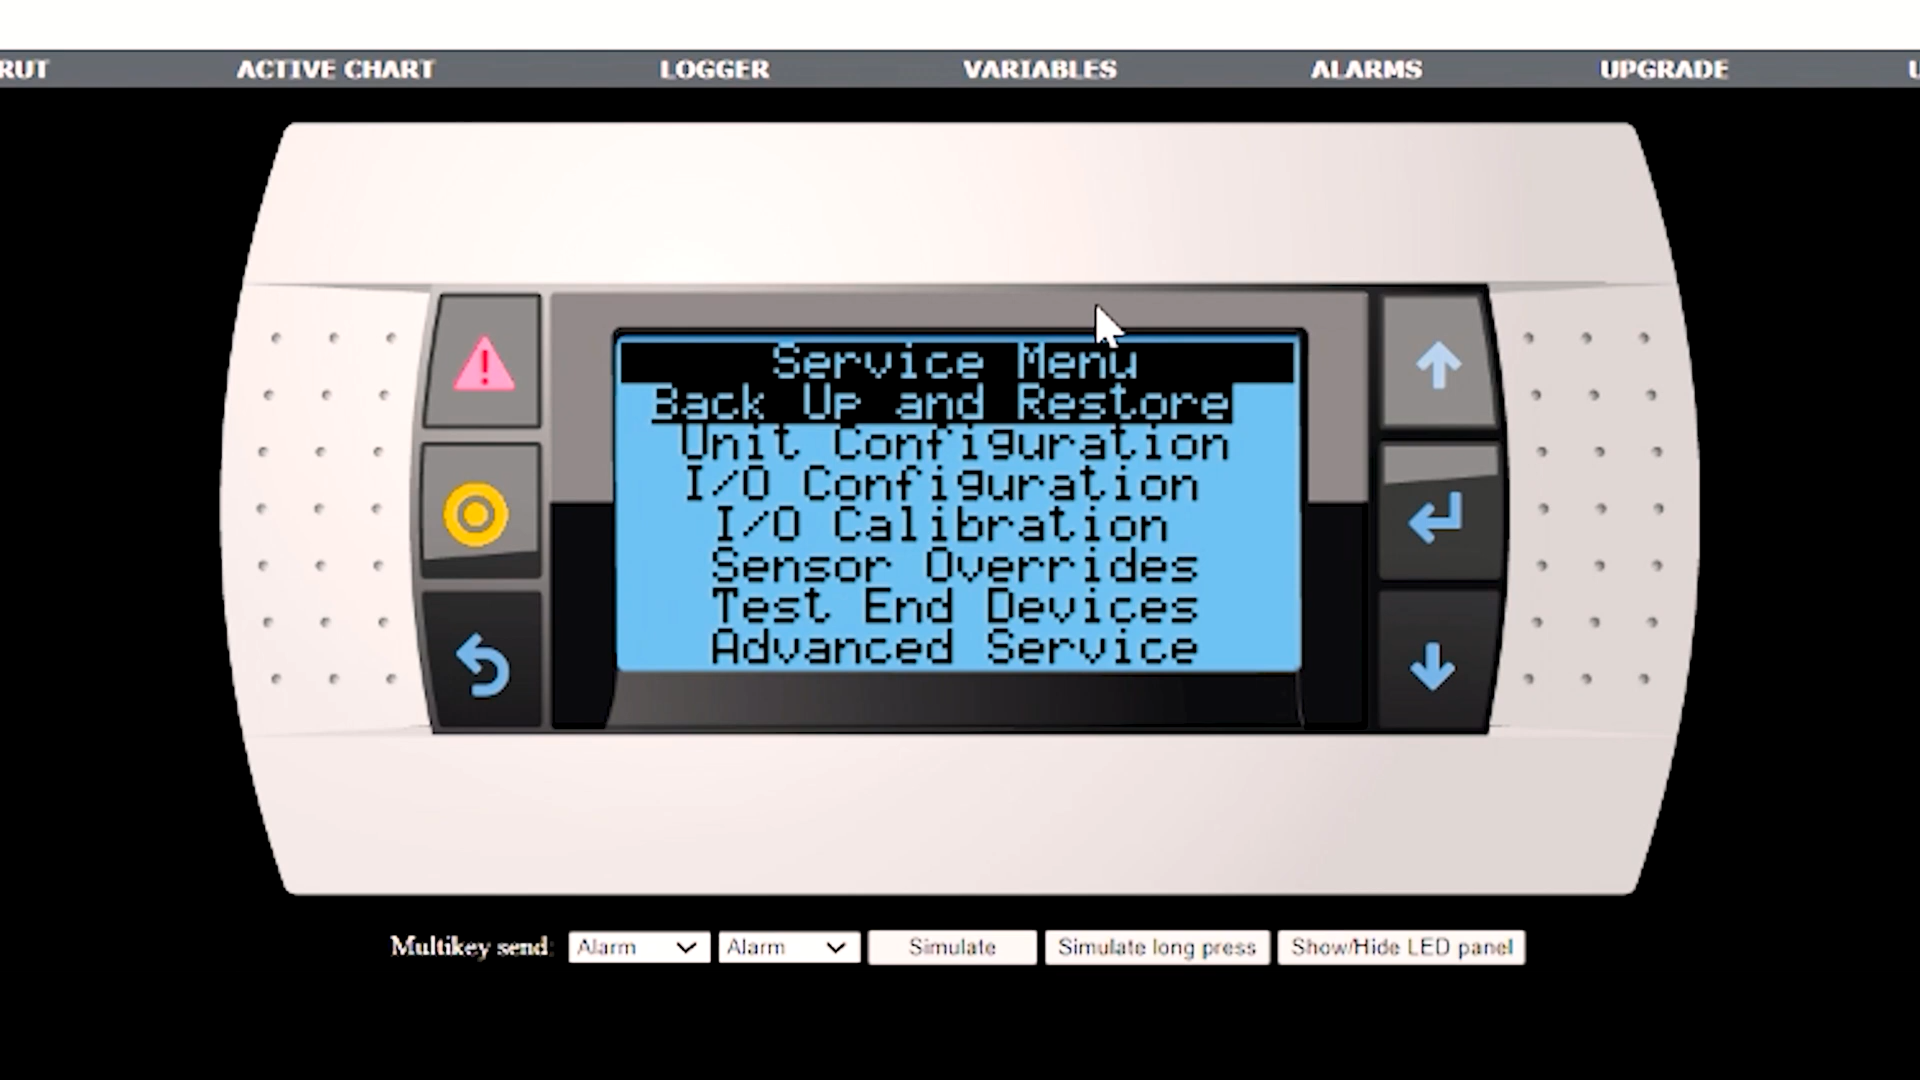 RUT ACTIVE CHART LOGGER VARIABLES ALARMS UPGRADE
Service Menu
Back Up and Restore
Unit Configuration
I/O Configuration
I/O Calibration
Sensor Overrides
Test End Devices
Advanced Service
Multikey send: Alarm Alarm Simulate Simulate long press Show/Hide LED panel